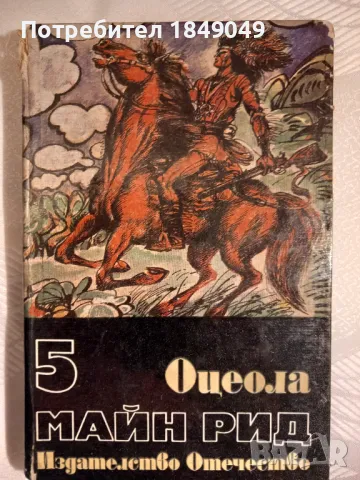 Потребител 1849049
5 Оцеола
МАЙН РИД
Издателство Отечество